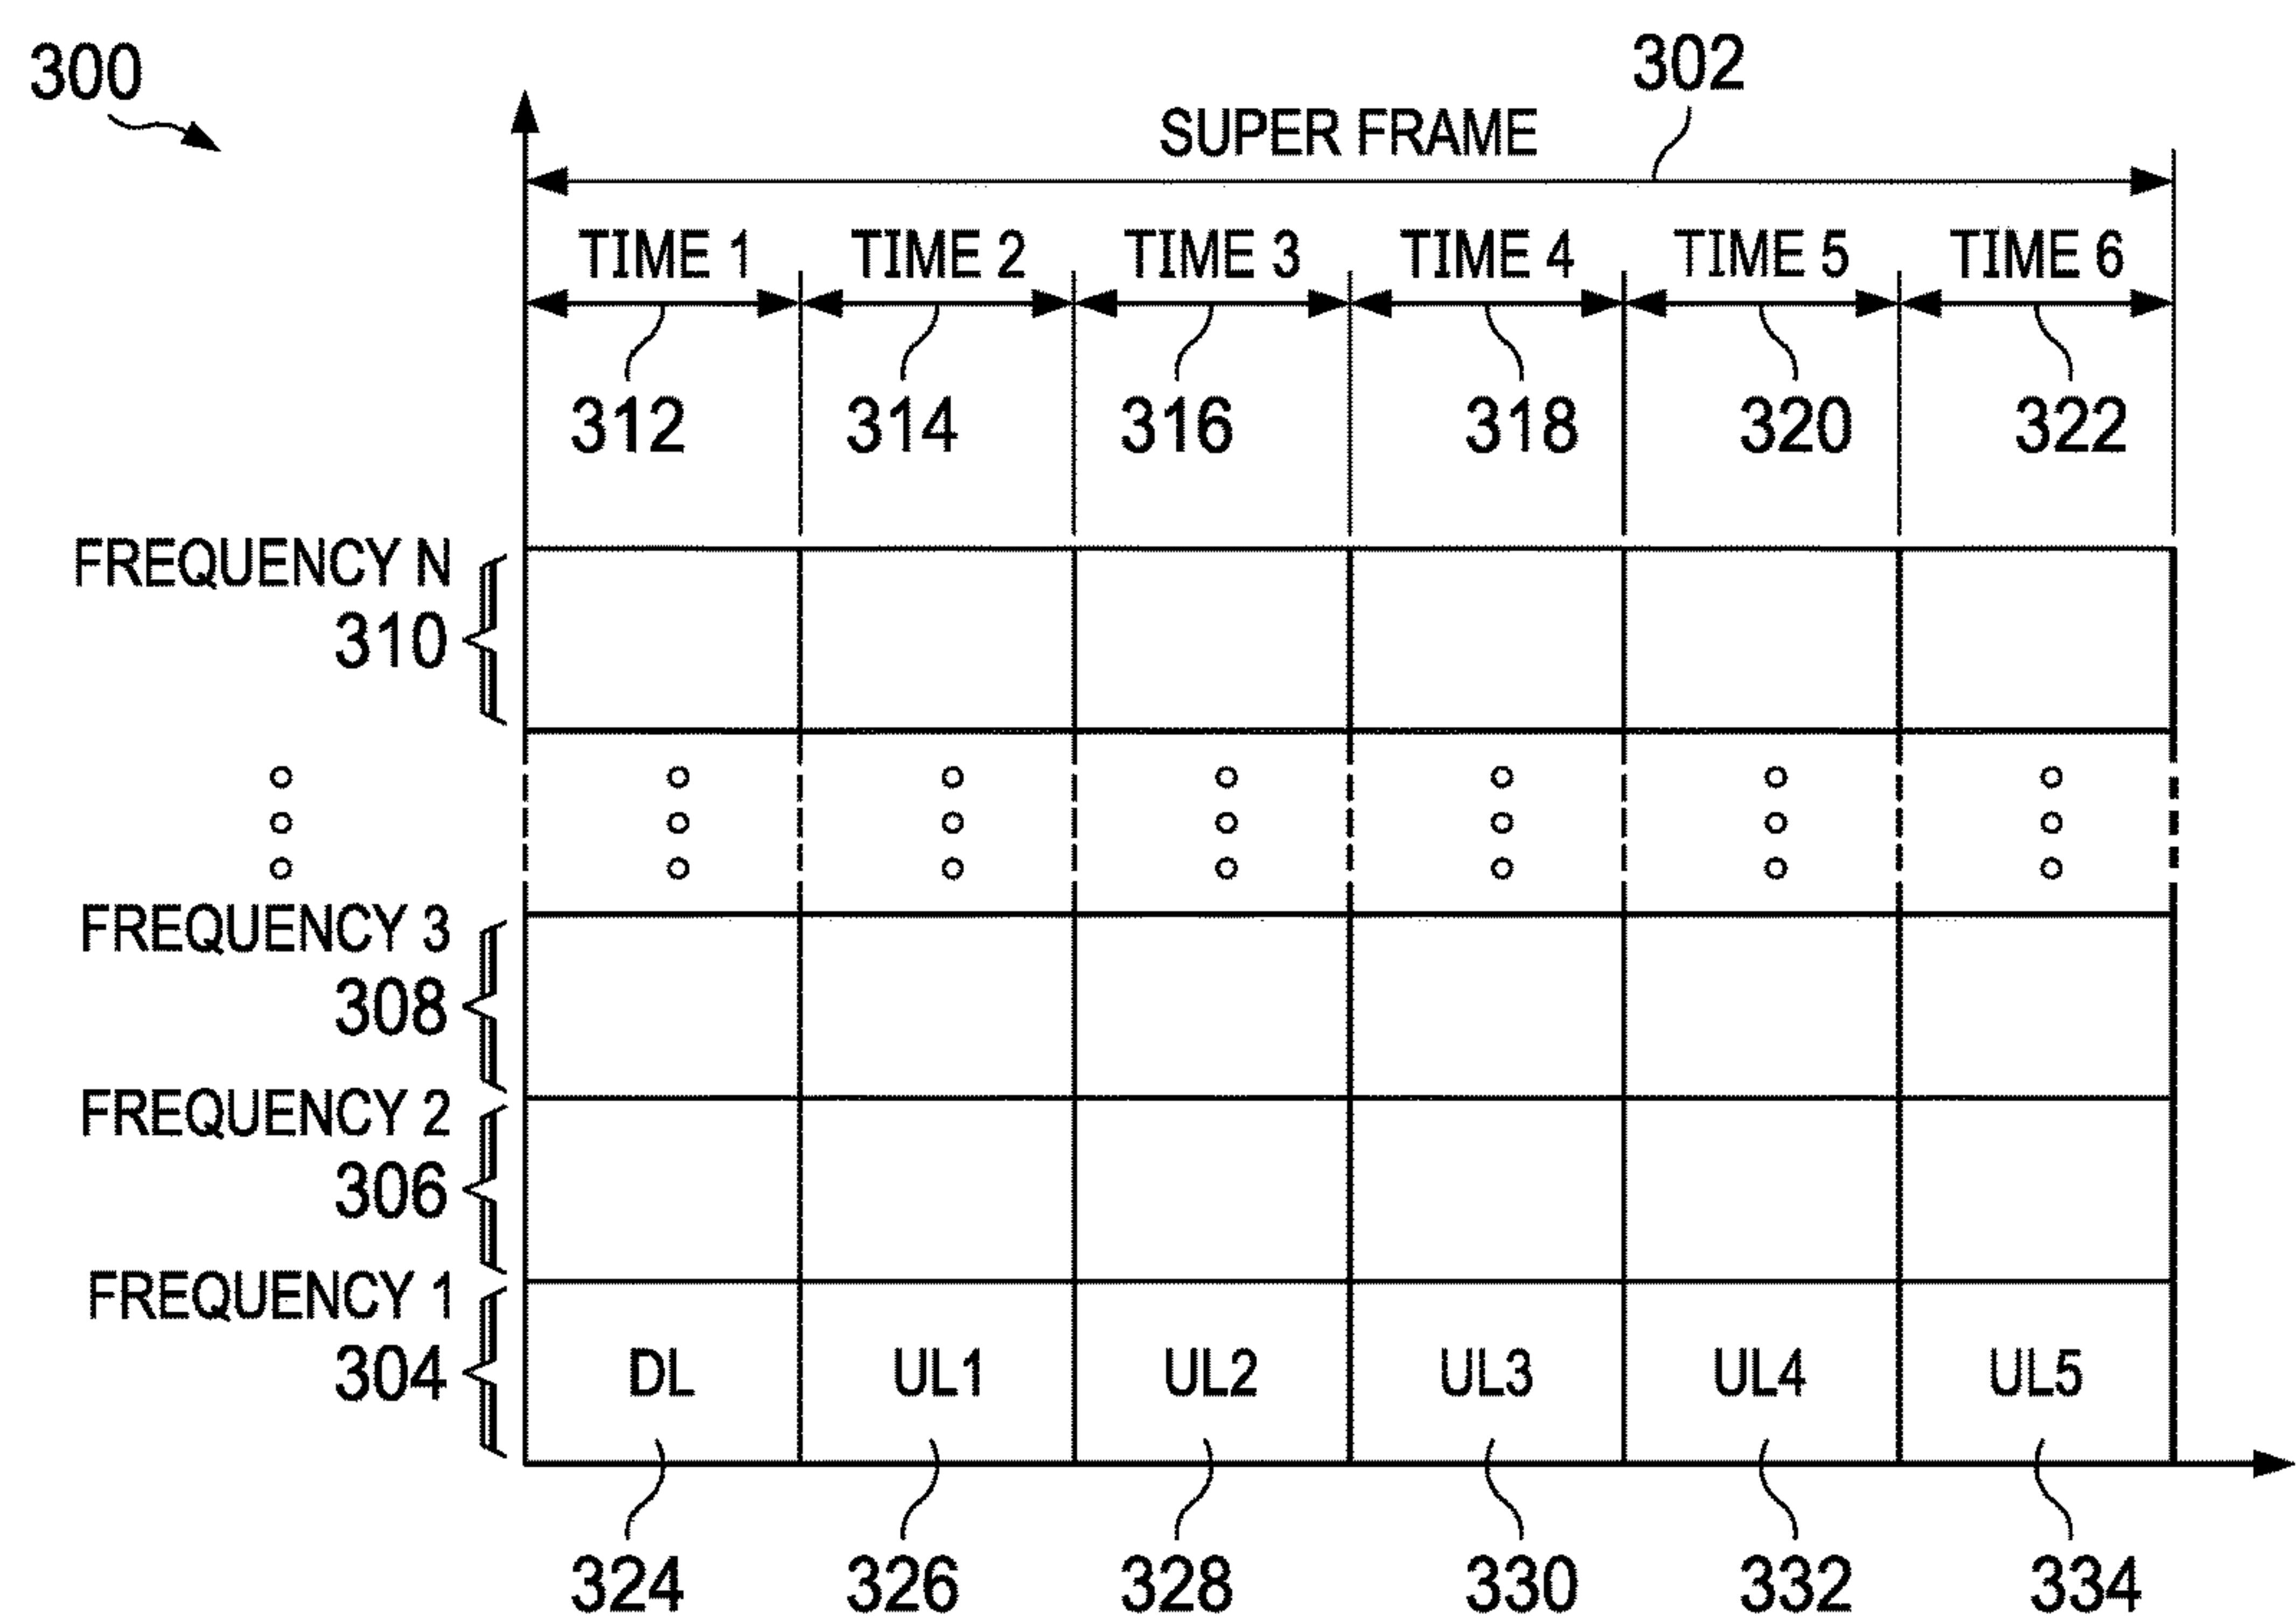 300
302
SUPER FRAME
TIME 1 TIME 2 TIME 3 TIME 4 TIME 5 TIME 6
312 314 316 318 320 322
FREQUENCY N
310
FREQUENCY 3
308
FREQUENCY 2
306
FREQUENCY 1
304
DL UL1 UL2 UL3 UL4 UL5
324 326 328 330 332 334